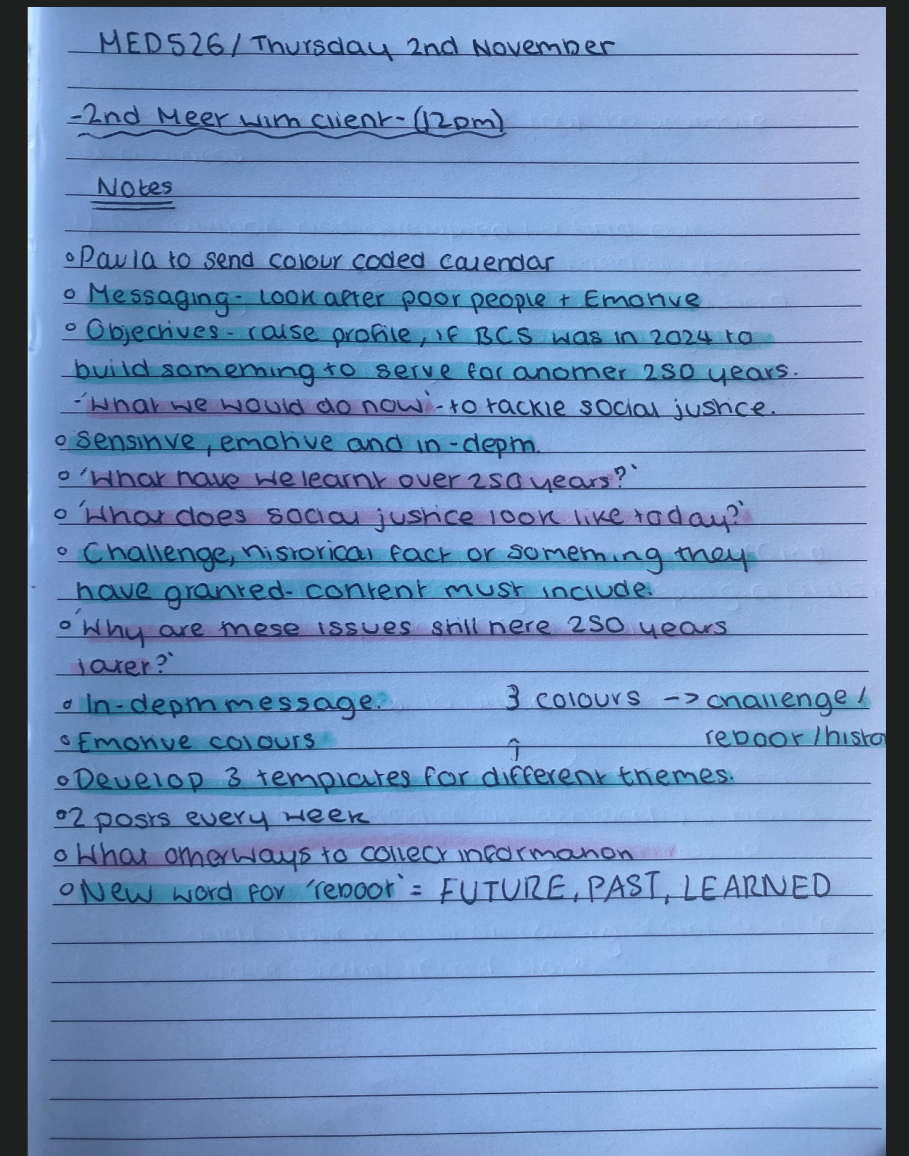 MED526/Thursday 2nd November
-2nd Meet with client-(12pm)
Notes
◦Paula to send colour coded calendar
◦ Messaging- look after poor people + Emotive
◦ Objectives- raise profile, if BCS was in 2024 to
build something to serve for another 250 years.
-'What we would do now'-to tackle social justice.
◦ Sensitive, emotive and in-depth.
◦ 'What have we learnt over 250 years?'
◦ 'What does social justice look like today?'
◦ Challenge, historical fact or something they
have granted- content must include.
◦ 'Why are these issues still here 250 years
later?'
◦ In-depth message. 3 colours -> challenge/
◦ Emotive colours ↑ reboot/histo
◦ Develop 3 templates for different themes.
◦ 2 posts every week
◦ What other ways to collect information
◦ New word for 'reboot' = FUTURE, PAST, LEARNED